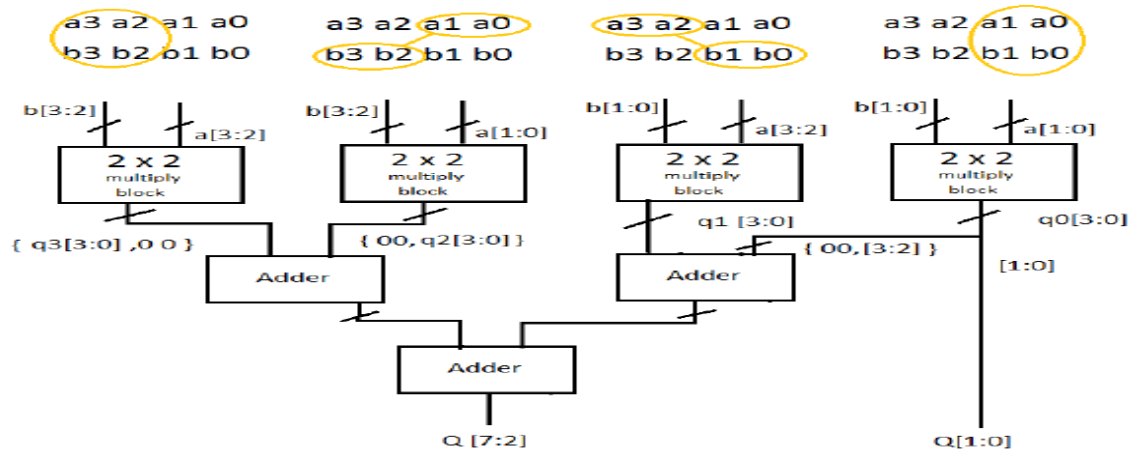 a3 a2 a1 a0 a3 a2 a1 a0 a3 a2 a1 a0 a3 a2 a1 a0
b3 b2 b1 b0 b3 b2 b1 b0 b3 b2 b1 b0 b3 b2 b1 b0
b[3:2] b[3:2] b[1:0] b[1:0]
a[3:2] a[1:0] a[3:2] a[1:0]
2 x 2 2 x 2 2 x 2 2 x 2
multiply multiply multiply multiply
block block block block
q1 [3:0] q0[3:0]
{ q3[3:0] ,0 0 } { 00, q2[3:0] } { 00, [3:2] }
Adder Adder [1:0]
Adder
Q [7:2] Q[1:0]